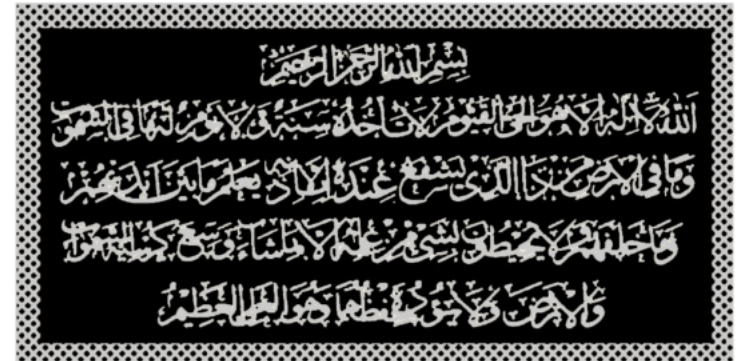 بسم الله الرحمن الرحيم
الله لا إله إلا هو الحي القيوم لا تأخذه سنة ولا نوم له ما في السموات
وما في الأرض من ذا الذي يشفع عنده إلا بإذنه يعلم ما بين أيديهم
وما خلفهم ولا يحيطون بشيء من علمه إلا بما شاء وسع كرسيه السموات
والأرض ولا يئوده حفظهما وهو العلي العظيم